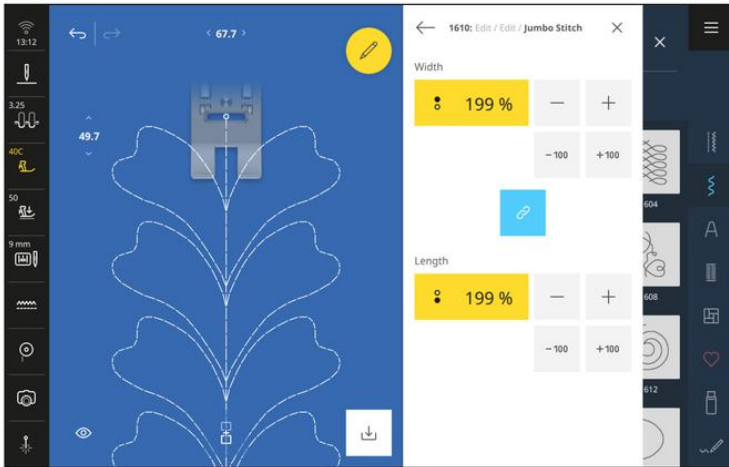 13:12
3.25
40C
50
9 mm
67.7
49.7
1610: Edit / Edit / Jumbo Stitch
Width
199 %
− +
−100 +100
Length
199 %
− +
−100 +100
604
608
612
A